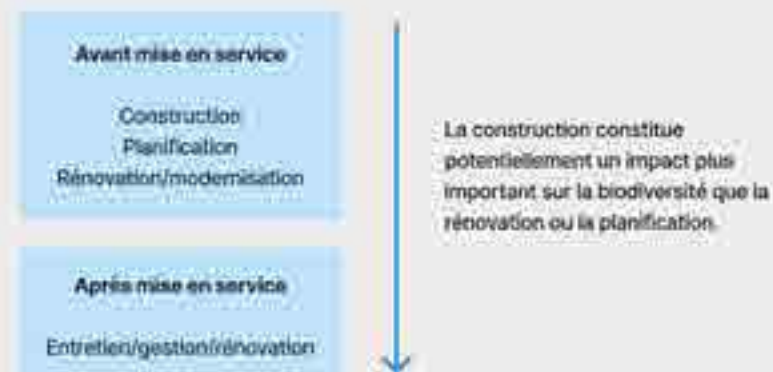 Avant mise en service
Construction
Planification
Rénovation/modernisation
La construction constitue
potentiellement un impact plus
important sur la biodiversité que la
rénovation ou la planification.
Après mise en service
Entretien/gestion/rénovation